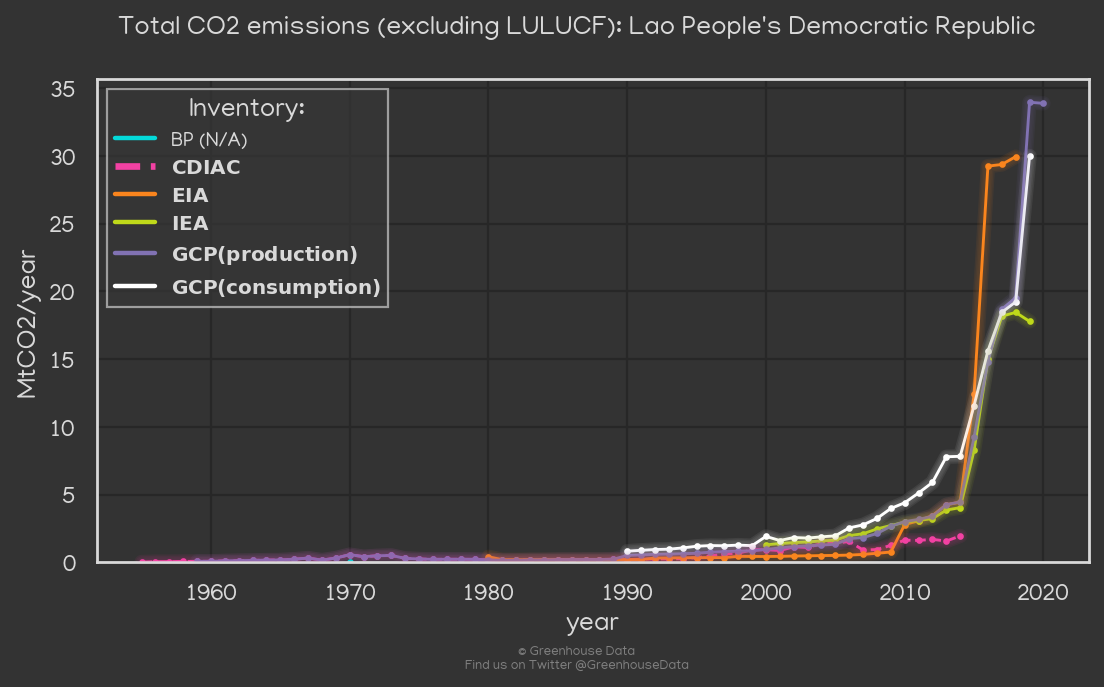 Total CO2 emissions (excluding LULUCF): Lao People's Democratic Republic
35
30
25
20
15
10
5
0
MtCO2/year
Inventory:
BP (N/A)
CDIAC
EIA
IEA
GCP(production)
GCP(consumption)
1960 1970 1980 1990 2000 2010 2020
year
© Greenhouse Data
Find us on Twitter @GreenhouseData